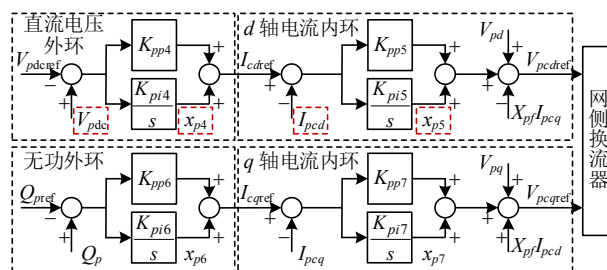 直流电压
外环
d 轴电流内环
V_pdcref
K_pp4
K_pi4
s
V_pdc
x_p4
I_cdref
K_pp5
K_pi5
s
I_pcd
x_p5
V_pd
V_pcdref
X_pf I_pcq
网侧换流器
无功外环
q 轴电流内环
Q_pref
K_pp6
K_pi6
s
Q_p
x_p6
I_cqref
K_pp7
K_pi7
s
I_pcq
x_p7
V_pq
V_pcqref
X_pf I_pcd